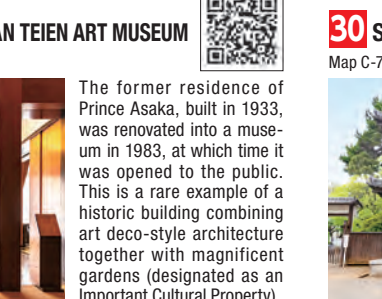 AN TEIEN ART MUSEUM
The former residence of
Prince Asaka, built in 1933,
was renovated into a muse-
um in 1983, at which time it
was opened to the public.
This is a rare example of a
historic building combining
art deco-style architecture
together with magnificent
gardens (designated as an
Important Cultural Property).
30 S
Map C-7